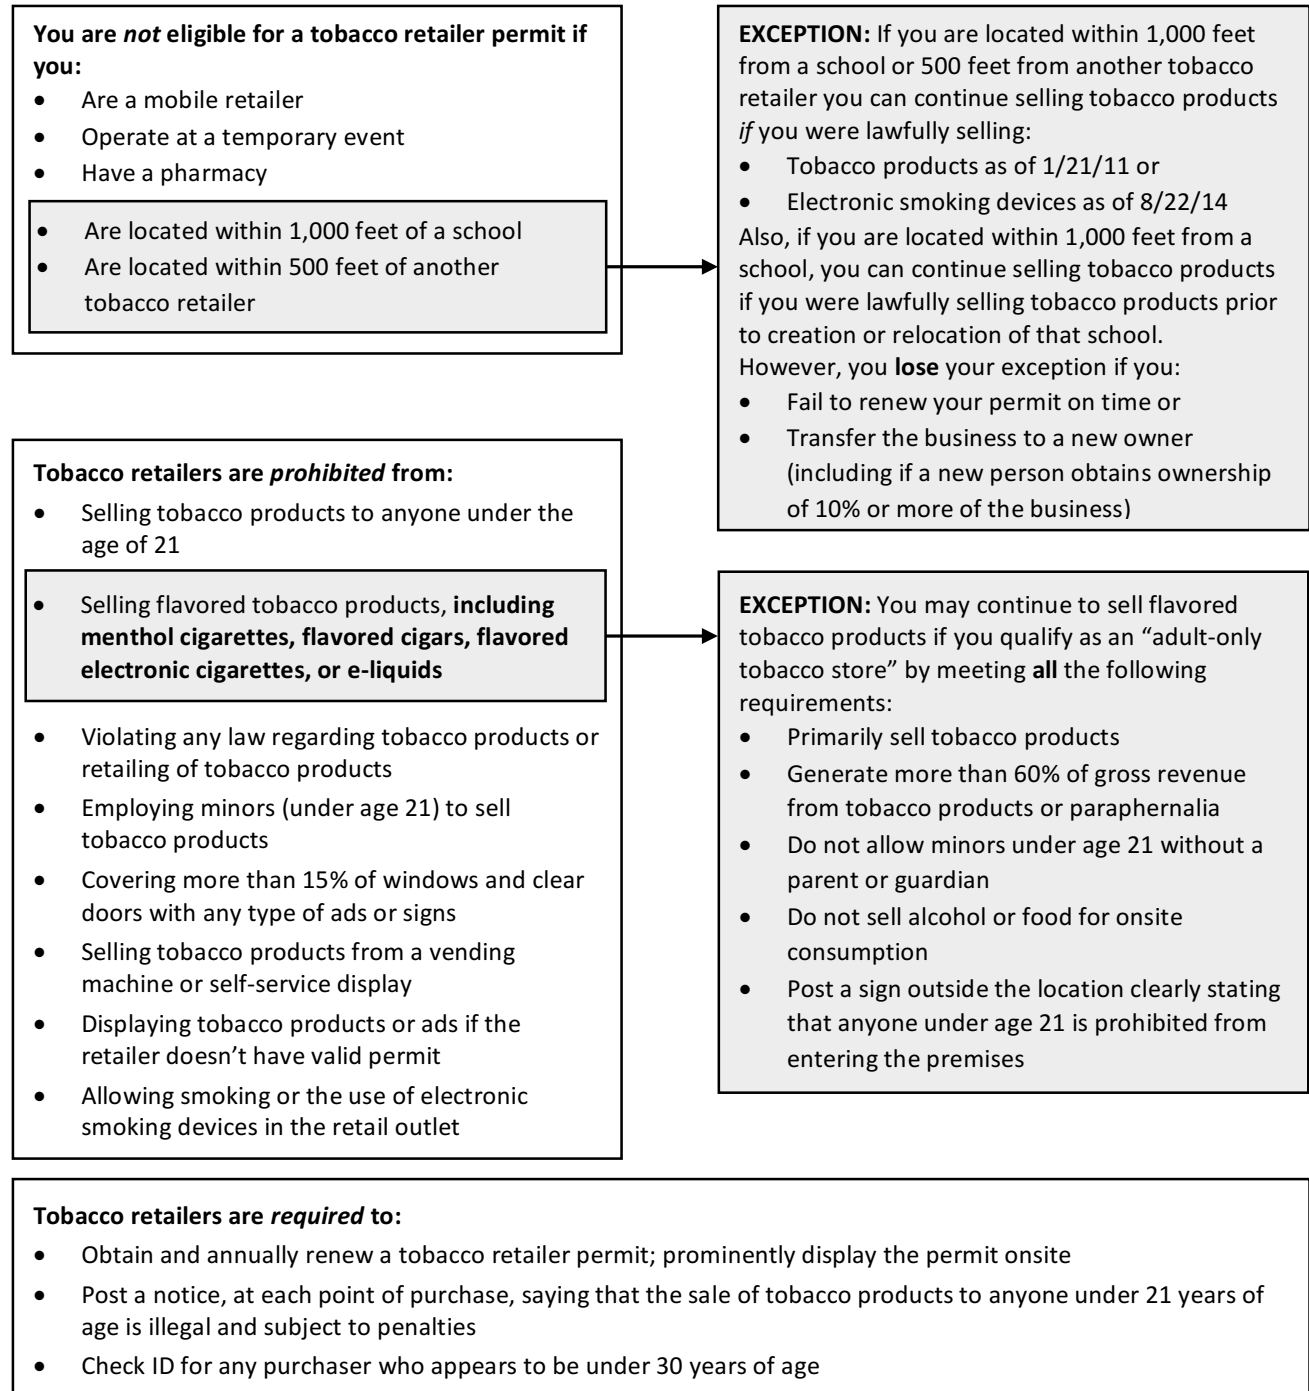 You are not eligible for a tobacco retailer permit if
you:
• Are a mobile retailer
• Operate at a temporary event
• Have a pharmacy
• Are located within 1,000 feet of a school
• Are located within 500 feet of another
tobacco retailer
EXCEPTION: If you are located within 1,000 feet
from a school or 500 feet from another tobacco
retailer you can continue selling tobacco products
if you were lawfully selling:
• Tobacco products as of 1/21/11 or
• Electronic smoking devices as of 8/22/14
Also, if you are located within 1,000 feet from a
school, you can continue selling tobacco products
if you were lawfully selling tobacco products prior
to creation or relocation of that school.
However, you lose your exception if you:
• Fail to renew your permit on time or
• Transfer the business to a new owner
(including if a new person obtains ownership
of 10% or more of the business)
Tobacco retailers are prohibited from:
• Selling tobacco products to anyone under the
age of 21
• Selling flavored tobacco products, including
menthol cigarettes, flavored cigars, flavored
electronic cigarettes, or e-liquids
• Violating any law regarding tobacco products or
retailing of tobacco products
• Employing minors (under age 21) to sell
tobacco products
• Covering more than 15% of windows and clear
doors with any type of ads or signs
• Selling tobacco products from a vending
machine or self-service display
• Displaying tobacco products or ads if the
retailer doesn’t have valid permit
• Allowing smoking or the use of electronic
smoking devices in the retail outlet
EXCEPTION: You may continue to sell flavored
tobacco products if you qualify as an “adult-only
tobacco store” by meeting all the following
requirements:
• Primarily sell tobacco products
• Generate more than 60% of gross revenue
from tobacco products or paraphernalia
• Do not allow minors under age 21 without a
parent or guardian
• Do not sell alcohol or food for onsite
consumption
• Post a sign outside the location clearly stating
that anyone under age 21 is prohibited from
entering the premises
Tobacco retailers are required to:
• Obtain and annually renew a tobacco retailer permit; prominently display the permit onsite
• Post a notice, at each point of purchase, saying that the sale of tobacco products to anyone under 21 years of
age is illegal and subject to penalties
• Check ID for any purchaser who appears to be under 30 years of age